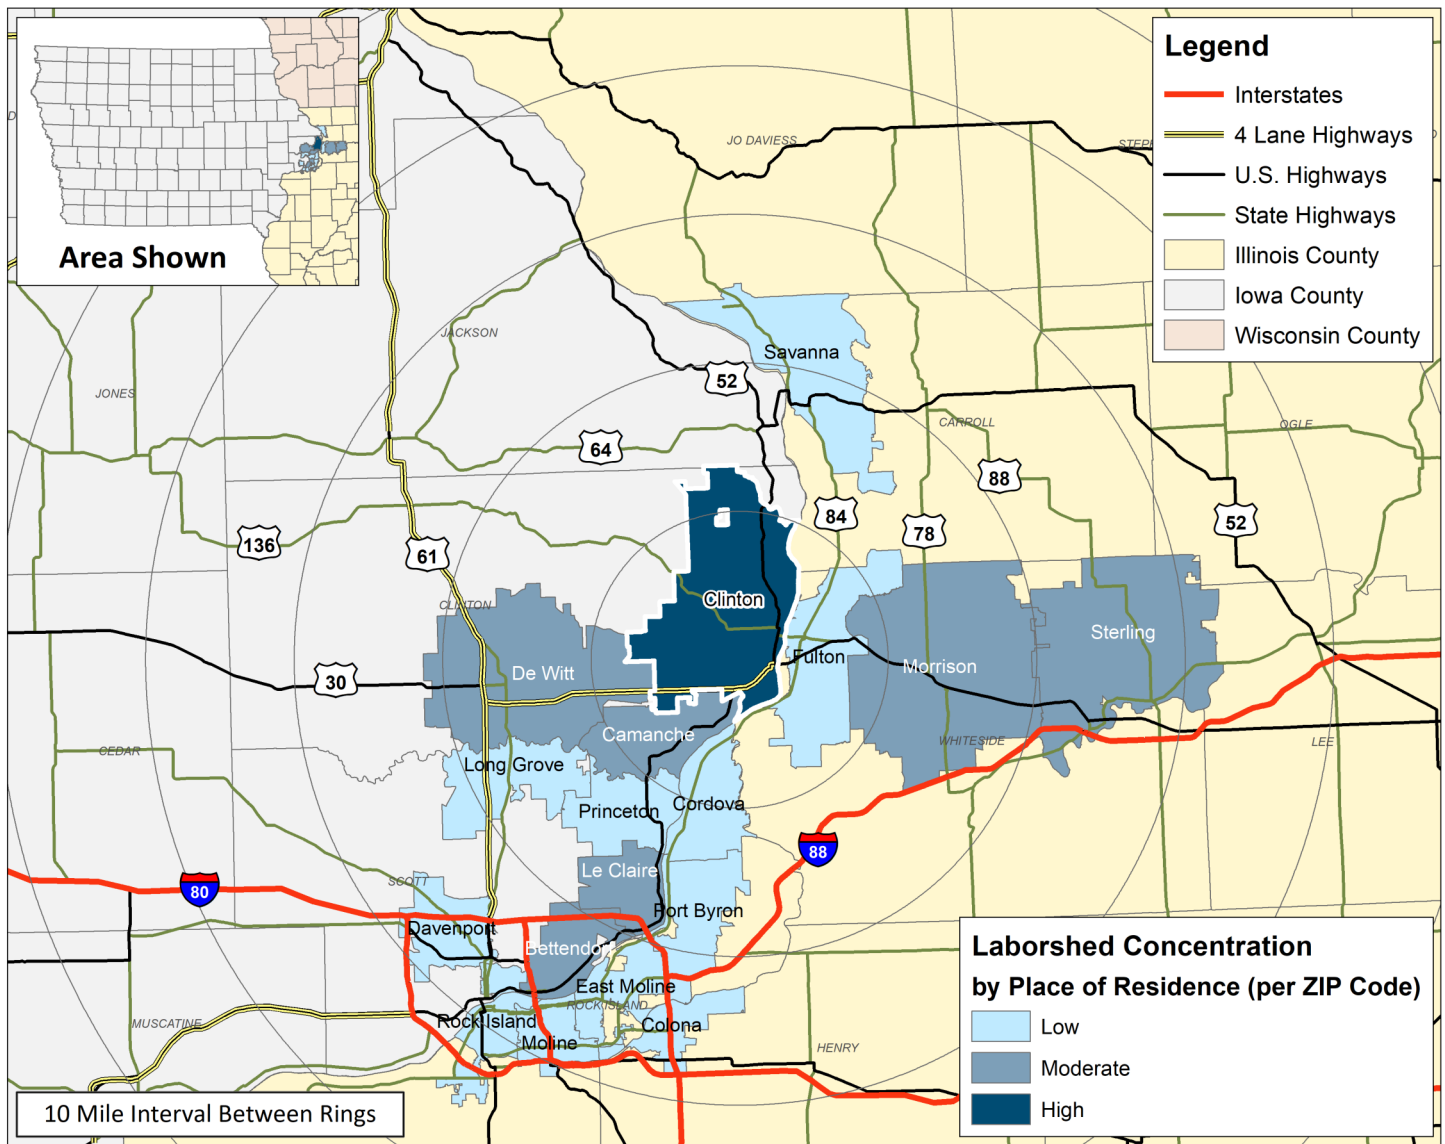 Area Shown
Legend
Interstates
4 Lane Highways
U.S. Highways
State Highways
Illinois County
Iowa County
Wisconsin County
JO DAVIESS
STEPH
JACKSON
Savanna
52
JONES
CARROLL
OGLE
64
88
84
52
136
61
78
CLINTON
Clinton
Sterling
Fulton
Morrison
De Witt
30
Camanche
WHITESIDE
LEE
CEDAR
Long Grove
Princeton
Cordova
88
Le Claire
80
SCOTT
Port Byron
Davenport
Bettendorf
East Moline
ROCK ISLAND
Rock Island
Colona
MUSCATINE
Moline
HENRY
Laborshed Concentration
by Place of Residence (per ZIP Code)
Low
Moderate
High
10 Mile Interval Between Rings